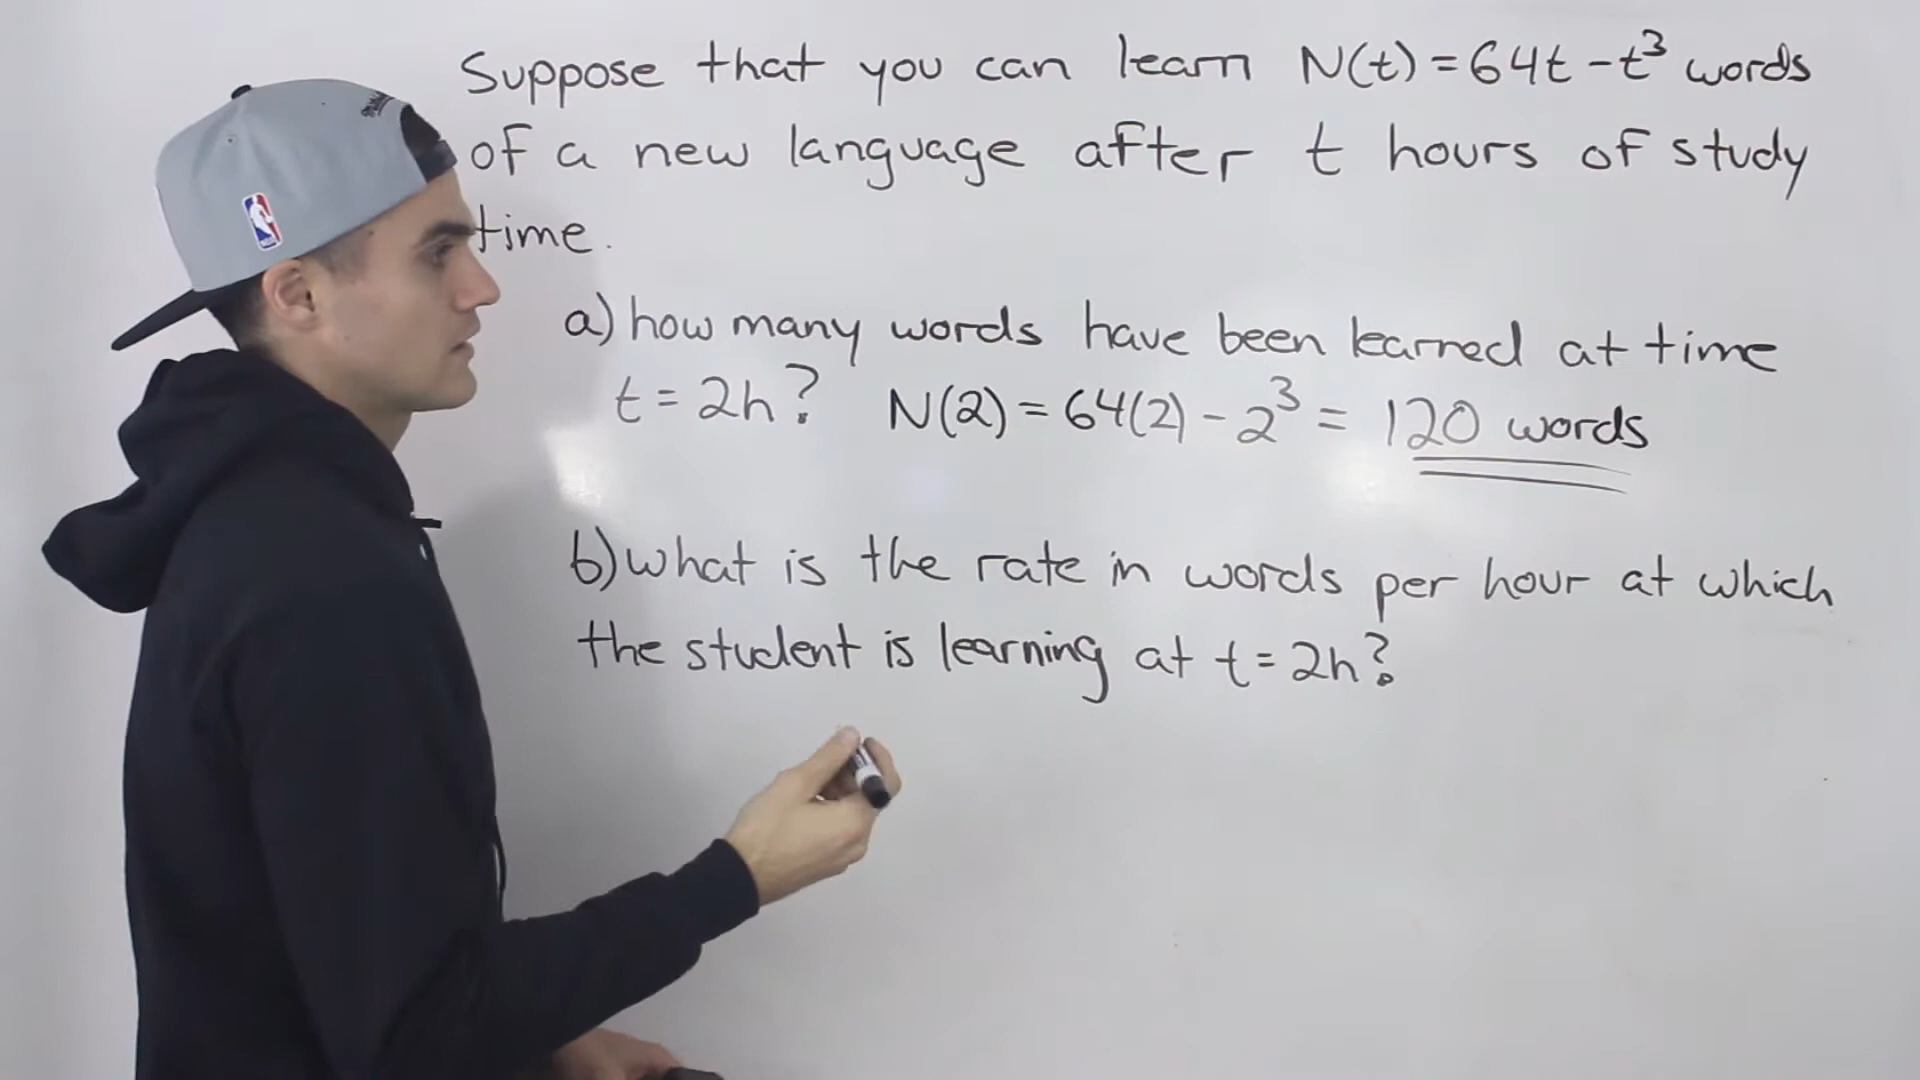 Suppose that you can learn N(t) = 64t - t³ words
of a new language after t hours of study
time.
a) how many words have been learned at time
t = 2h? N(2) = 64(2) - 2³ = 120 words
b) what is the rate in words per hour at which
the student is learning at t = 2h?